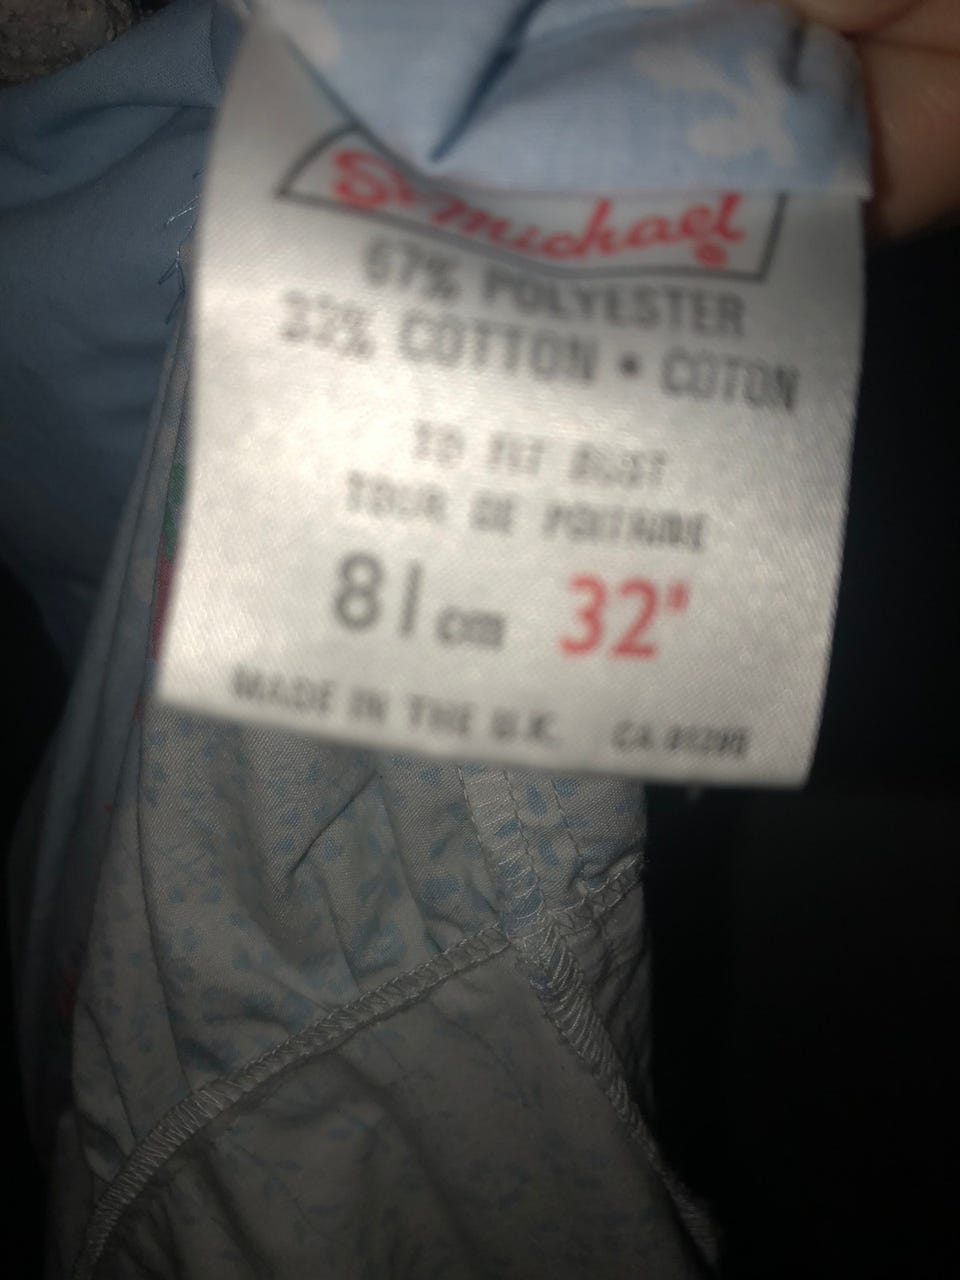 St Michael ®
67% POLYESTER
33% COTTON • COTON
TO FIT BUST
TOUR DE POITRINE
81 cm 32"
MADE IN THE U.K. CA